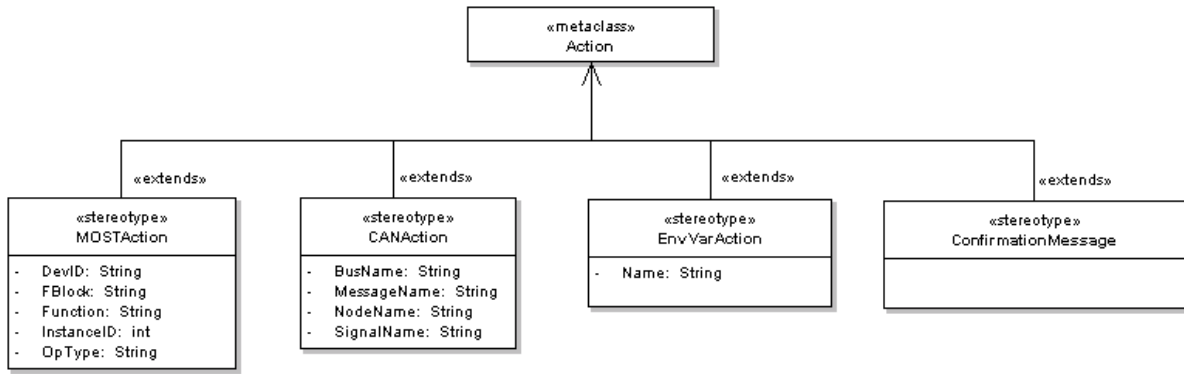 «metaclass»
Action
«extends»
«extends»
«extends»
«extends»
«stereotype»
MOSTAction
- DevID: String
- FBlock: String
- Function: String
- InstanceID: int
- OpType: String
«stereotype»
CANAction
- BusName: String
- MessageName: String
- NodeName: String
- SignalName: String
«stereotype»
EnvVarAction
- Name: String
«stereotype»
ConfirmationMessage